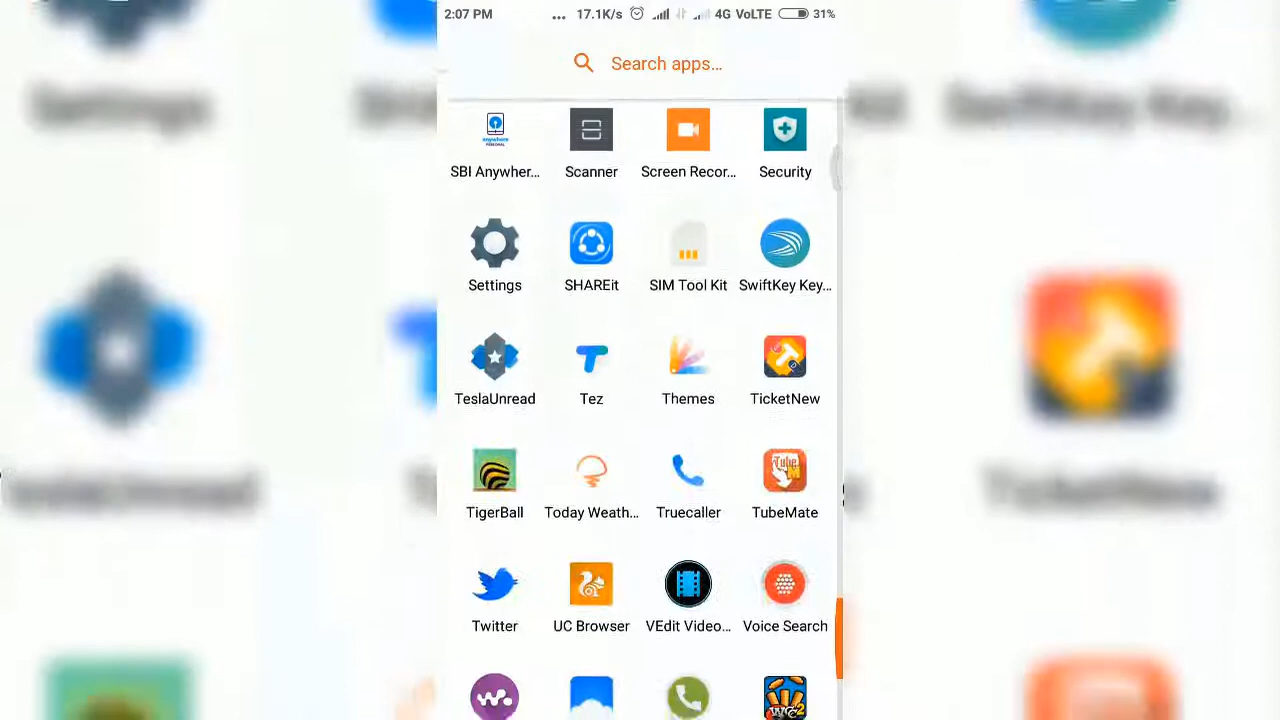 2:07 PM ... 17.1K/s 4G VoLTE 31%
Search apps...
SBI Anywher... Scanner Screen Recor... Security
Settings SHAREit SIM Tool Kit SwiftKey Key...
TeslaUnread Tez Themes TicketNew
TigerBall Today Weath... Truecaller TubeMate
Twitter UC Browser VEdit Video... Voice Search